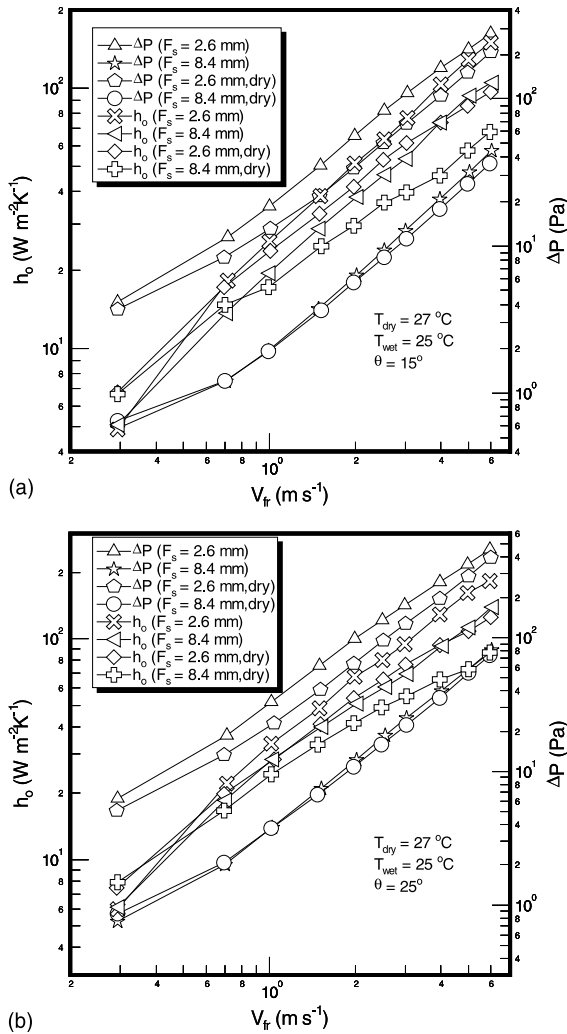 10²
10¹
8
6
4
2
8
6
4
2
8
6
4
2
10²
10¹
10⁰
8
6
4
2
8
6
4
2
8
6
hₒ (W m⁻²K⁻¹)
ΔP (Pa)
ΔP (Fₛ = 2.6 mm)
ΔP (Fₛ = 8.4 mm)
ΔP (Fₛ = 2.6 mm,dry)
ΔP (Fₛ = 8.4 mm,dry)
hₒ (Fₛ = 2.6 mm)
hₒ (Fₛ = 8.4 mm)
hₒ (Fₛ = 2.6 mm,dry)
hₒ (Fₛ = 8.4 mm,dry)
T_dry = 27 °C
T_wet = 25 °C
θ = 15°
2 4 6 8 10⁰ 2 4 6
V_fr (m s⁻¹)
(a)
2
10²
8
6
4
2
10¹
8
6
4
6
4
2
10²
8
6
4
2
10¹
8
6
4
2
10⁰
8
6
4
hₒ (W m⁻²K⁻¹)
ΔP (Pa)
ΔP (Fₛ = 2.6 mm)
ΔP (Fₛ = 8.4 mm)
ΔP (Fₛ = 2.6 mm,dry)
ΔP (Fₛ = 8.4 mm,dry)
hₒ (Fₛ = 2.6 mm)
hₒ (Fₛ = 8.4 mm)
hₒ (Fₛ = 2.6 mm,dry)
hₒ (Fₛ = 8.4 mm,dry)
T_dry = 27 °C
T_wet = 25 °C
θ = 25°
2 4 6 8 10⁰ 2 4 6
V_fr (m s⁻¹)
(b)